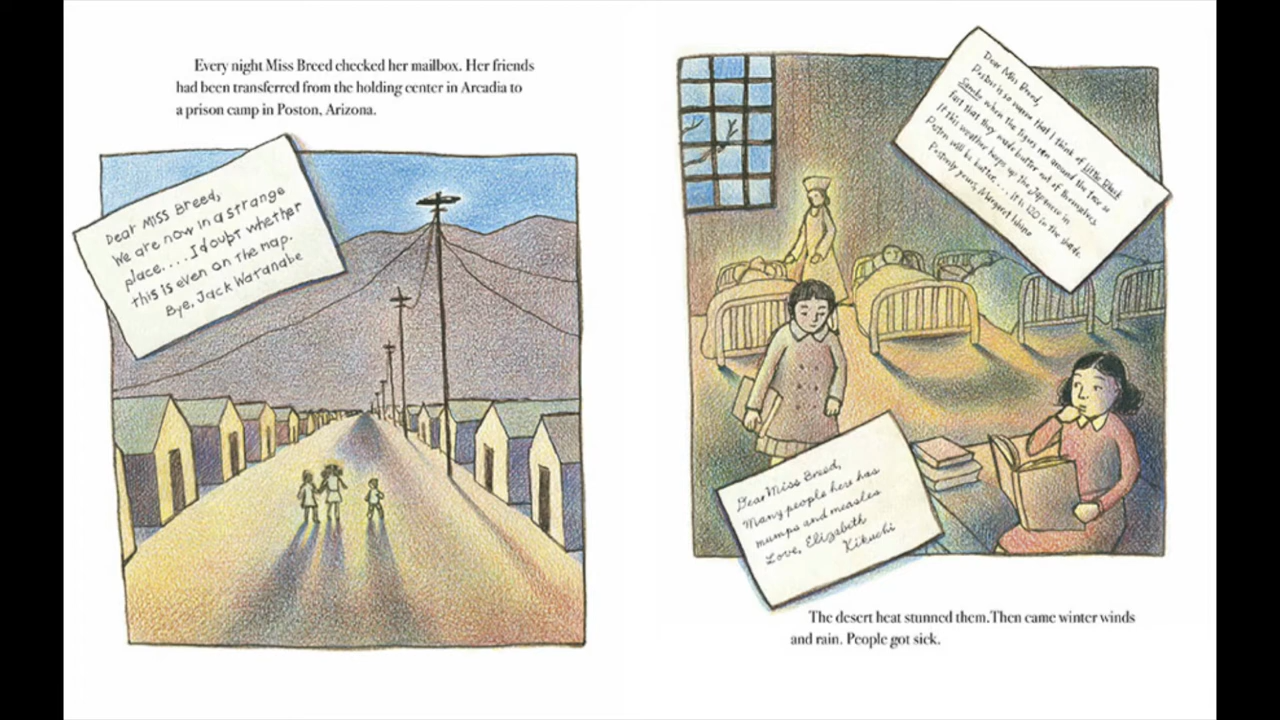 Every night Miss Breed checked her mailbox. Her friends
had been transferred from the holding center in Arcadia to
a prison camp in Poston, Arizona.
Dear Miss Breed,
We are now in a strange
place....I doubt whether
this is even on the map.
Bye, Jack Watanabe
Dear Miss Breed,
Poston is so warm that I think of Little Black
Sambo when the tigers ran around the tree so
fast that they made butter out of themselves.
If this weather keeps up the Japanese in
Poston will be butter.... it is 120 in the shade.
Postonly yours, Margaret Ishino
Dear Miss Breed,
Many people here has
mumps and measles
Love, Elizabeth
Kikuchi
The desert heat stunned them.Then came winter winds
and rain. People got sick.